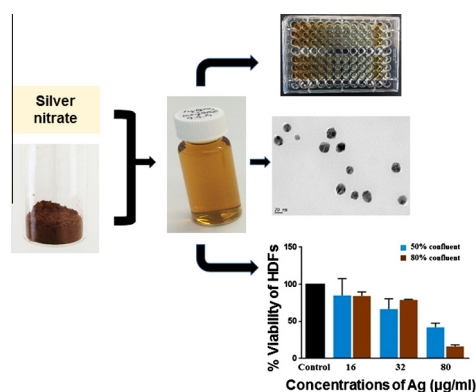 Silver
nitrate
20 nm
% Viability of HDFs
150
100
50
0
50% confluent
80% confluent
Control
16
32
80
Concentrations of Ag (µg/ml)